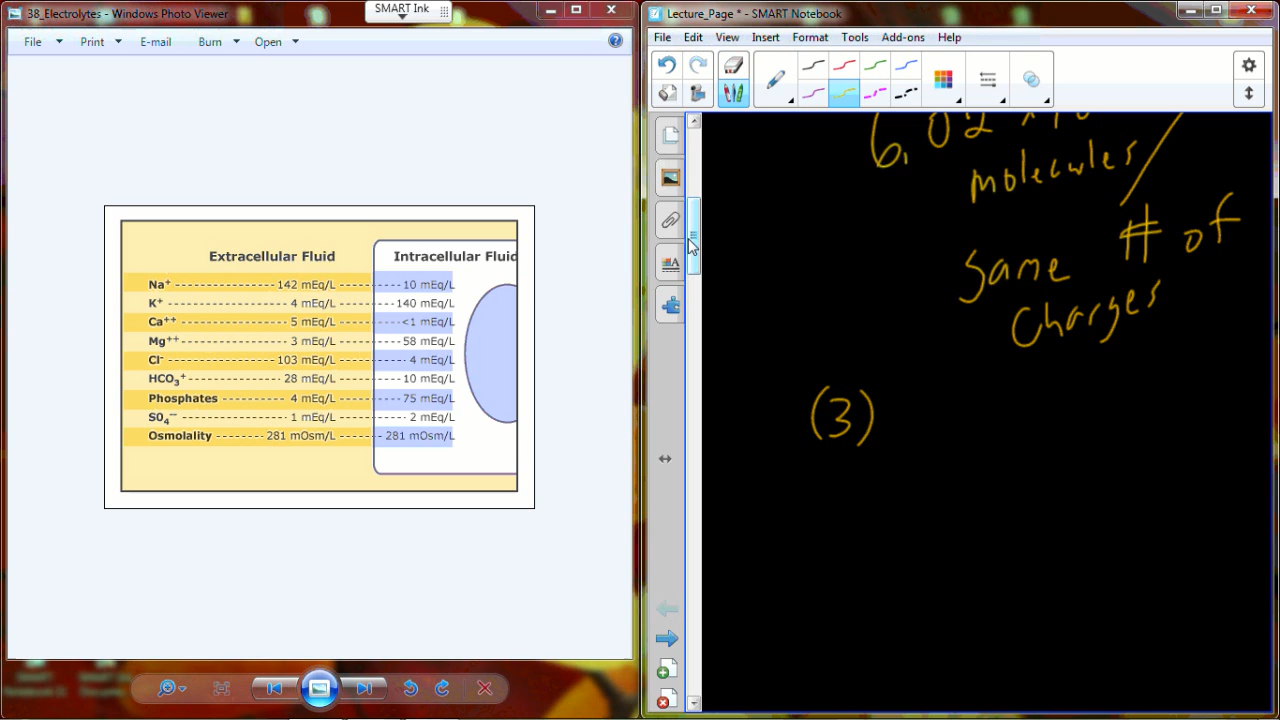 38_Electrolytes - Windows Photo Viewer
SMART Ink
File Print E-mail Burn Open
Extracellular Fluid Intracellular Fluid
Na+ 142 mEq/L 10 mEq/L
K+ 4 mEq/L 140 mEq/L
Ca++ 5 mEq/L <1 mEq/L
Mg++ 3 mEq/L 58 mEq/L
Cl- 103 mEq/L 4 mEq/L
HCO3+ 28 mEq/L 10 mEq/L
Phosphates 4 mEq/L 75 mEq/L
SO4-- 1 mEq/L 2 mEq/L
Osmolality 281 mOsm/L 281 mOsm/L
Lecture_Page * - SMART Notebook
File Edit View Insert Format Tools Add-ons Help
6.02
molecules
Same # of
Charges
(3)